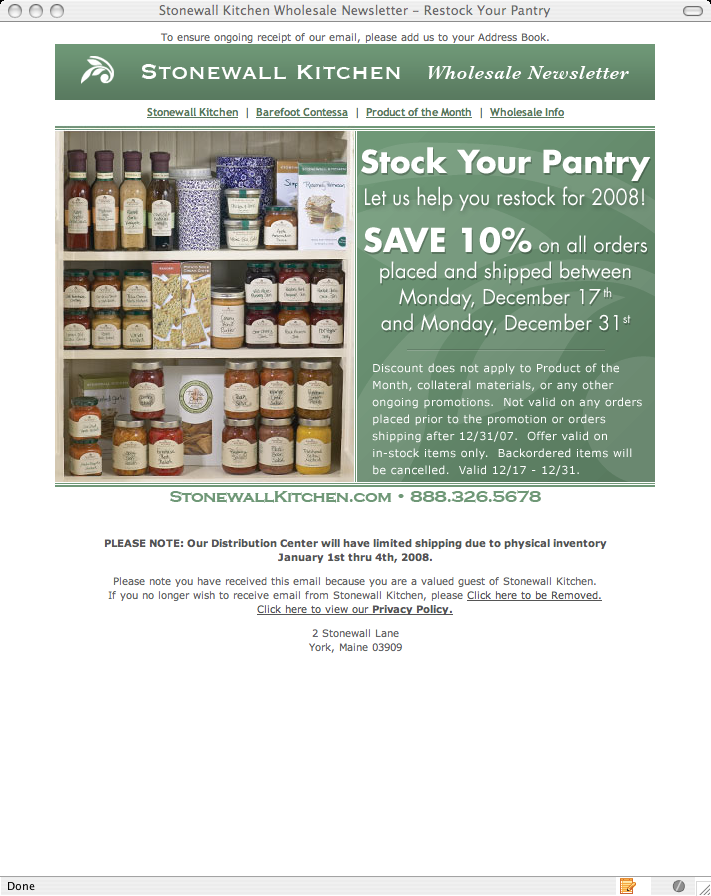 Stonewall Kitchen Wholesale Newsletter – Restock Your Pantry
To ensure ongoing receipt of our email, please add us to your Address Book.
STONEWALL KITCHEN Wholesale Newsletter
Stonewall Kitchen | Barefoot Contessa | Product of the Month | Wholesale Info
Stock Your Pantry
Let us help you restock for 2008!
SAVE 10% on all orders
placed and shipped between
Monday, December 17th
and Monday, December 31st
Discount does not apply to Product of the
Month, collateral materials, or any other
ongoing promotions. Not valid on any orders
placed prior to the promotion or orders
shipping after 12/31/07. Offer valid on
in-stock items only. Backordered items will
be cancelled. Valid 12/17 - 12/31.
STONEWALLKITCHEN.COM • 888.326.5678
PLEASE NOTE: Our Distribution Center will have limited shipping due to physical inventory
January 1st thru 4th, 2008.
Please note you have received this email because you are a valued guest of Stonewall Kitchen.
If you no longer wish to receive email from Stonewall Kitchen, please Click here to be Removed.
Click here to view our Privacy Policy.
2 Stonewall Lane
York, Maine 03909
Done